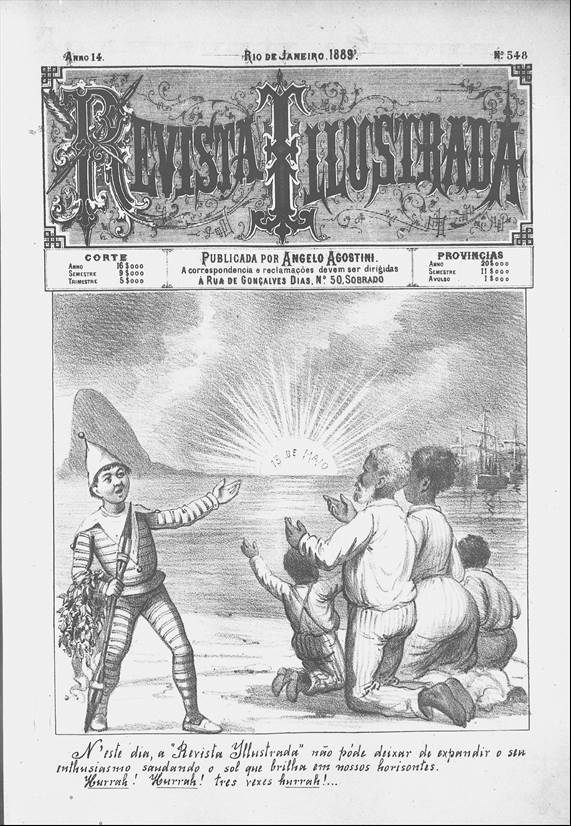 ANNO 14. RIO DE JANEIRO, 1889. Nº 548
REVISTA ILLUSTRADA
CORTE
ANNO 16$000
SEMESTRE 9$000
TRIMESTRE 5$000
PUBLICADA POR ANGELO AGOSTINI.
A correspondencia e reclamações devem ser dirigidas
À RUA DE GONÇALVES DIAS, Nº 50, SOBRADO
PROVINCIAS
ANNO 20$000
SEMESTRE 11$000
AVULSO 1$000
13 DE MAIO
N'este dia, a "Revista Illustrada" não póde deixar de expandir o seu
enthusiasmo saudando o sol que brilha em nossos horisontes.
Hurrah! Hurrah! tres vezes hurrah!...